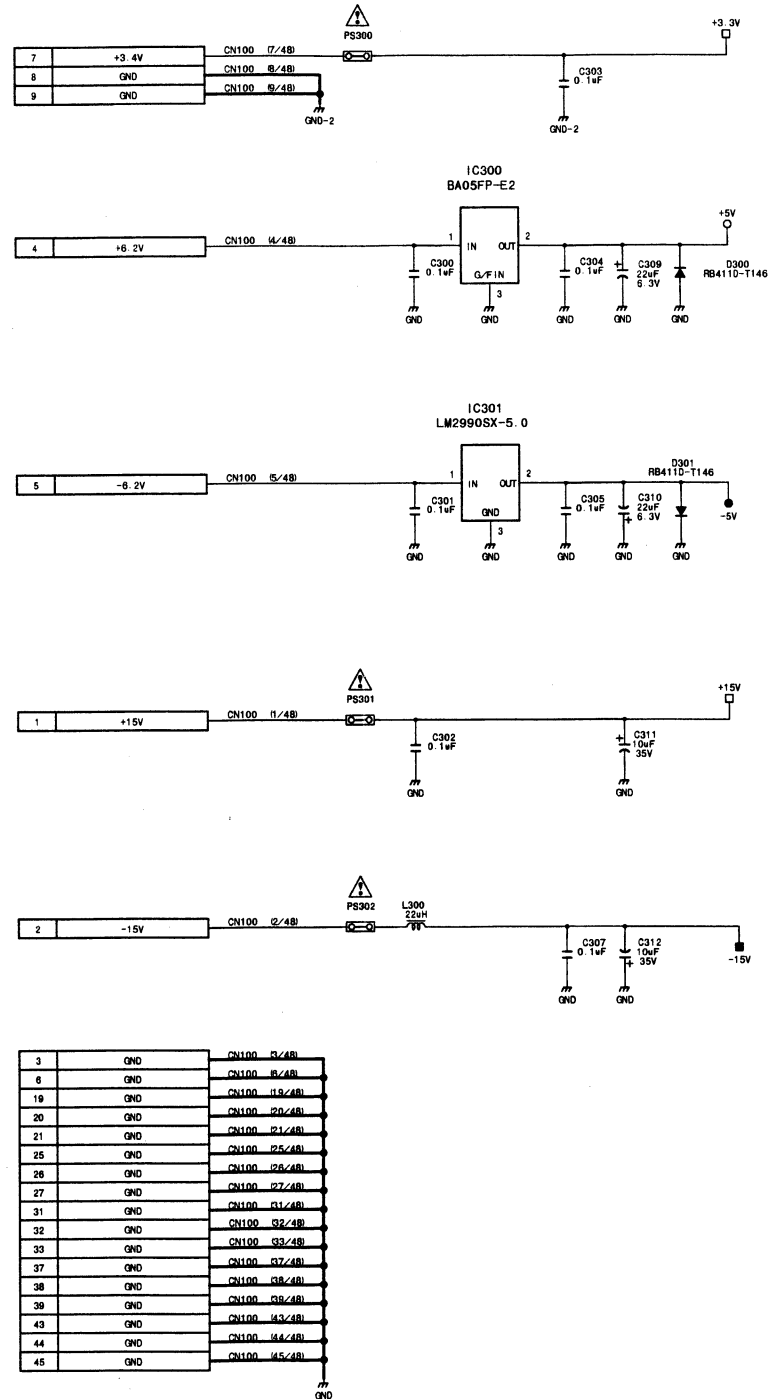 PS300
+3.3V
7 +3.4V CN100 (7/48)
8 GND CN100 (8/48)
9 GND CN100 (9/48)
GND-2
C303
0.1uF
GND-2
IC300
BA05FP-E2
+5V
4 +6.2V CN100 (4/48)
1 IN OUT 2
G/FIN
3
C300
0.1uF
C304
0.1uF
+ C309
22uF
6.3V
D300
RB411D-T146
GND GND GND GND GND
IC301
LM2990SX-5.0
D301
RB411D-T146
5 -6.2V CN100 (5/48)
1 IN OUT 2
GND
3
C301
0.1uF
C305
0.1uF
C310
22uF
6.3V
+
-5V
GND GND GND GND GND
PS301
+15V
1 +15V CN100 (1/48)
C302
0.1uF
+ C311
10uF
35V
GND GND
PS302
L300
22uH
2 -15V CN100 (2/48)
C307
0.1uF
C312
10uF
+ 35V
-15V
GND GND
3 GND CN100 (3/48)
6 GND CN100 (6/48)
19 GND CN100 (19/48)
20 GND CN100 (20/48)
21 GND CN100 (21/48)
25 GND CN100 (25/48)
26 GND CN100 (26/48)
27 GND CN100 (27/48)
31 GND CN100 (31/48)
32 GND CN100 (32/48)
33 GND CN100 (33/48)
37 GND CN100 (37/48)
38 GND CN100 (38/48)
39 GND CN100 (39/48)
43 GND CN100 (43/48)
44 GND CN100 (44/48)
45 GND CN100 (45/48)
GND